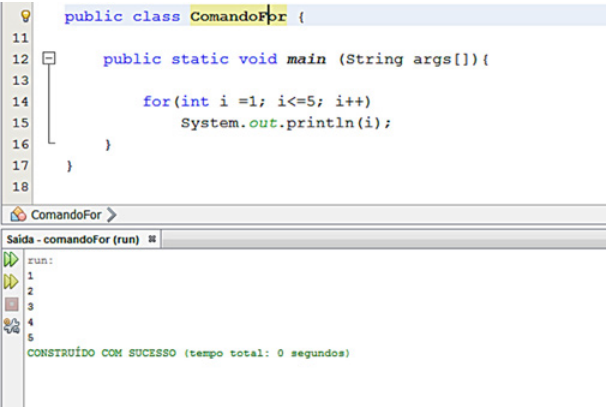 public class ComandoFor {
11
12 public static void main (String args[]){
13
14 for(int i =1; i<=5; i++)
15 System.out.println(i);
16 }
17 }
18
ComandoFor
Saída - comandoFor (run)
run:
1
2
3
4
5
CONSTRUÍDO COM SUCESSO (tempo total: 0 segundos)